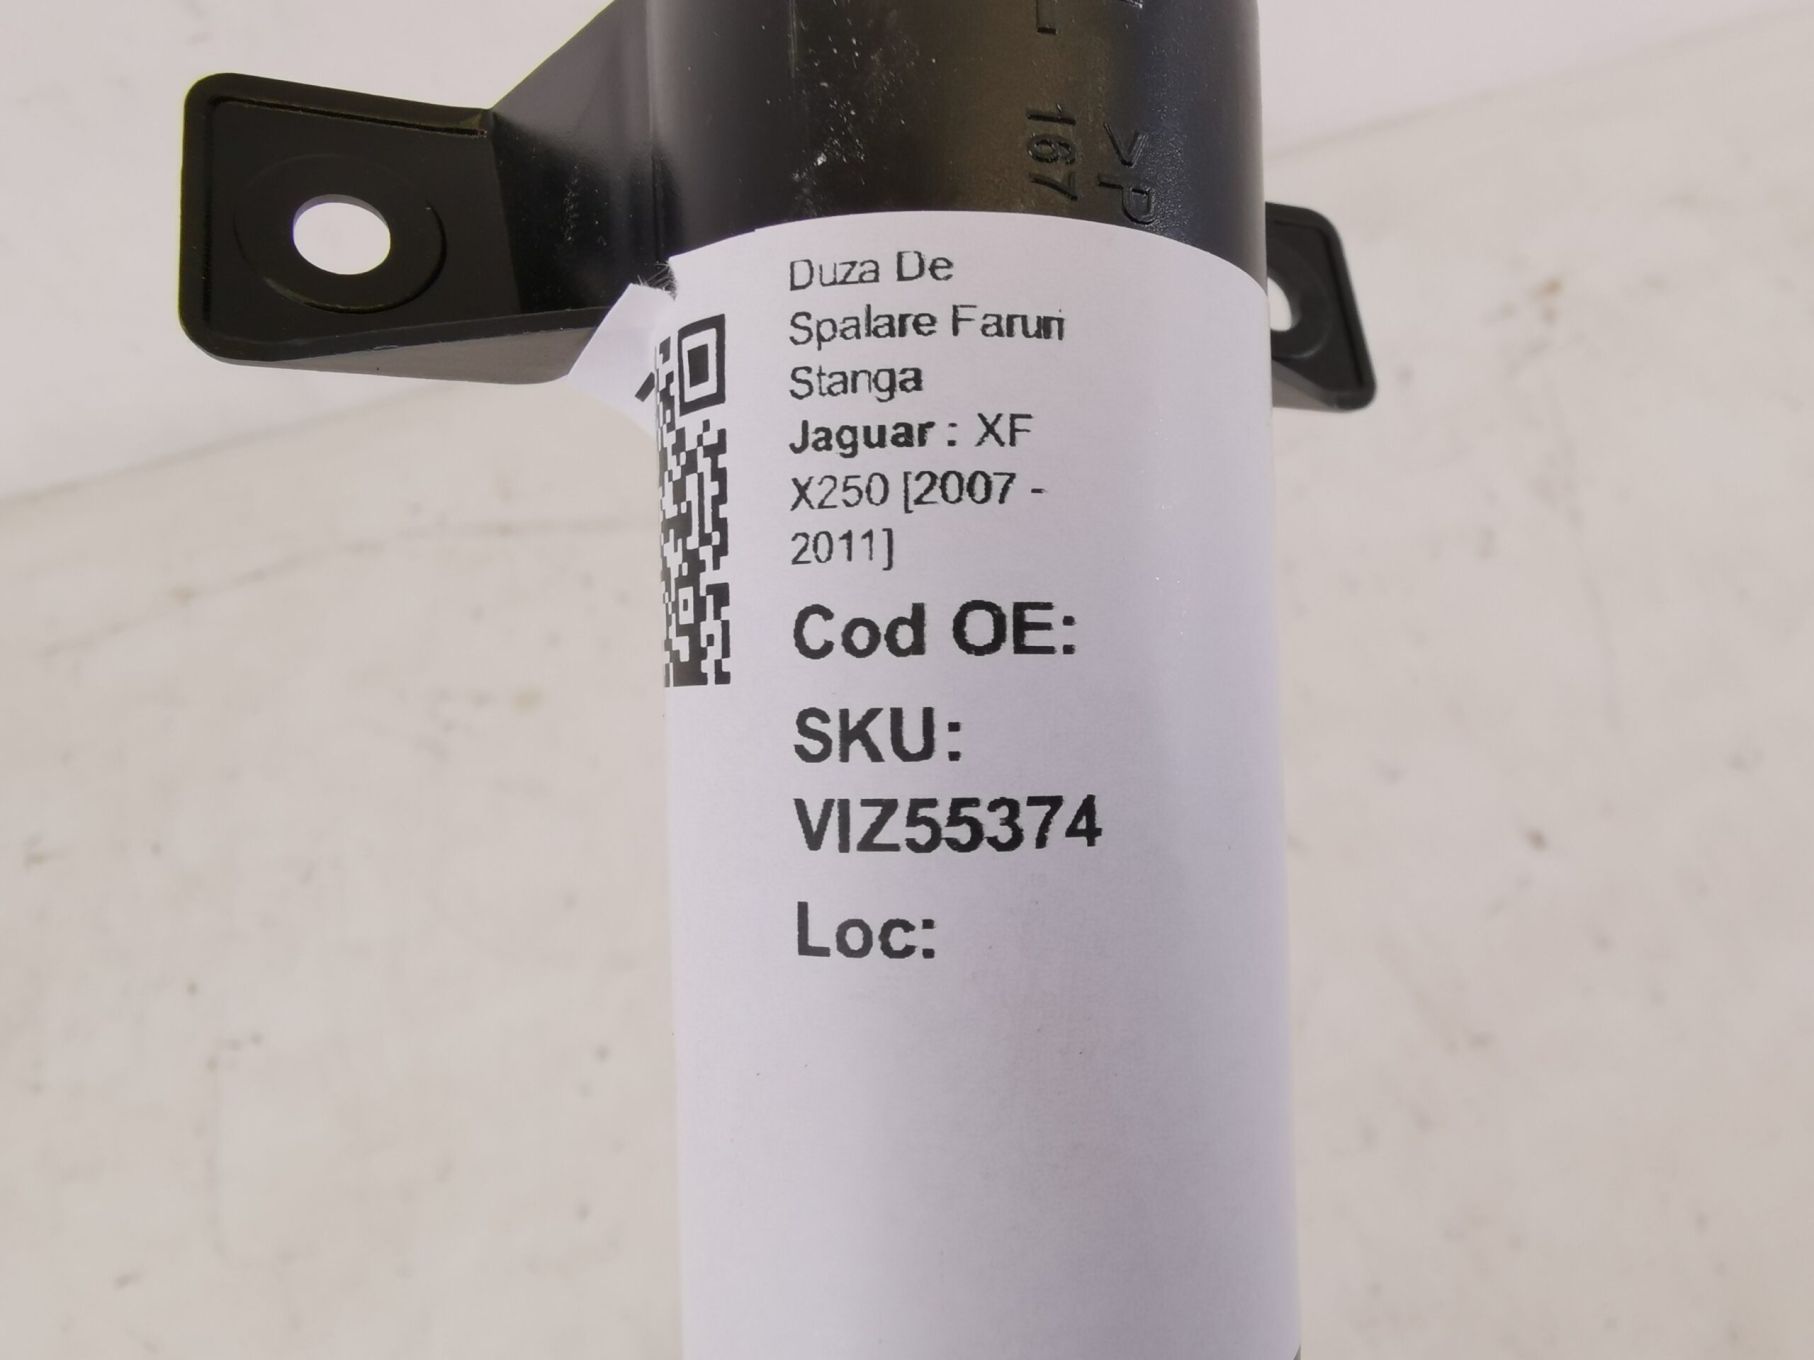 167
>P
Duza De
Spalare Faruri
Stanga
Jaguar : XF
X250 [2007 -
2011]
Cod OE:
SKU:
VIZ55374
Loc: